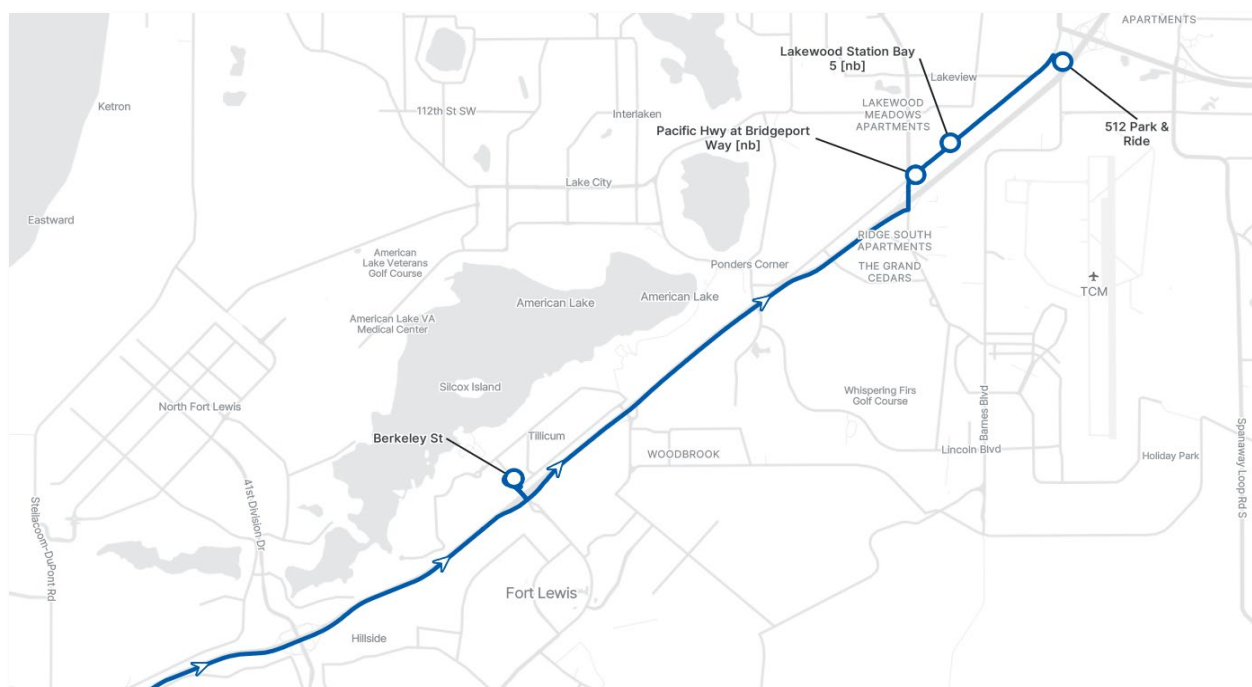 APARTMENTS
Lakewood Station Bay
5 [nb]
Lakeview
Ketron
112th St SW
Interlaken
LAKEWOOD
MEADOWS
APARTMENTS
Pacific Hwy at Bridgeport
Way [nb]
512 Park &
Ride
Lake City
Eastward
American
Lake Veterans
Golf Course
RIDGE SOUTH
APARTMENTS
Ponders Corner
THE GRAND
CEDARS
TCM
American Lake
American Lake
American Lake VA
Medical Center
Silcox Island
Whispering Firs
Golf Course
North Fort Lewis
Barnes Blvd
Berkeley St
Tillicum
WOODBROOK
Lincoln Blvd
Holiday Park
Spanaway Loop Rd S
41st Division Dr
Steilacoom-DuPont Rd
Fort Lewis
Hillside